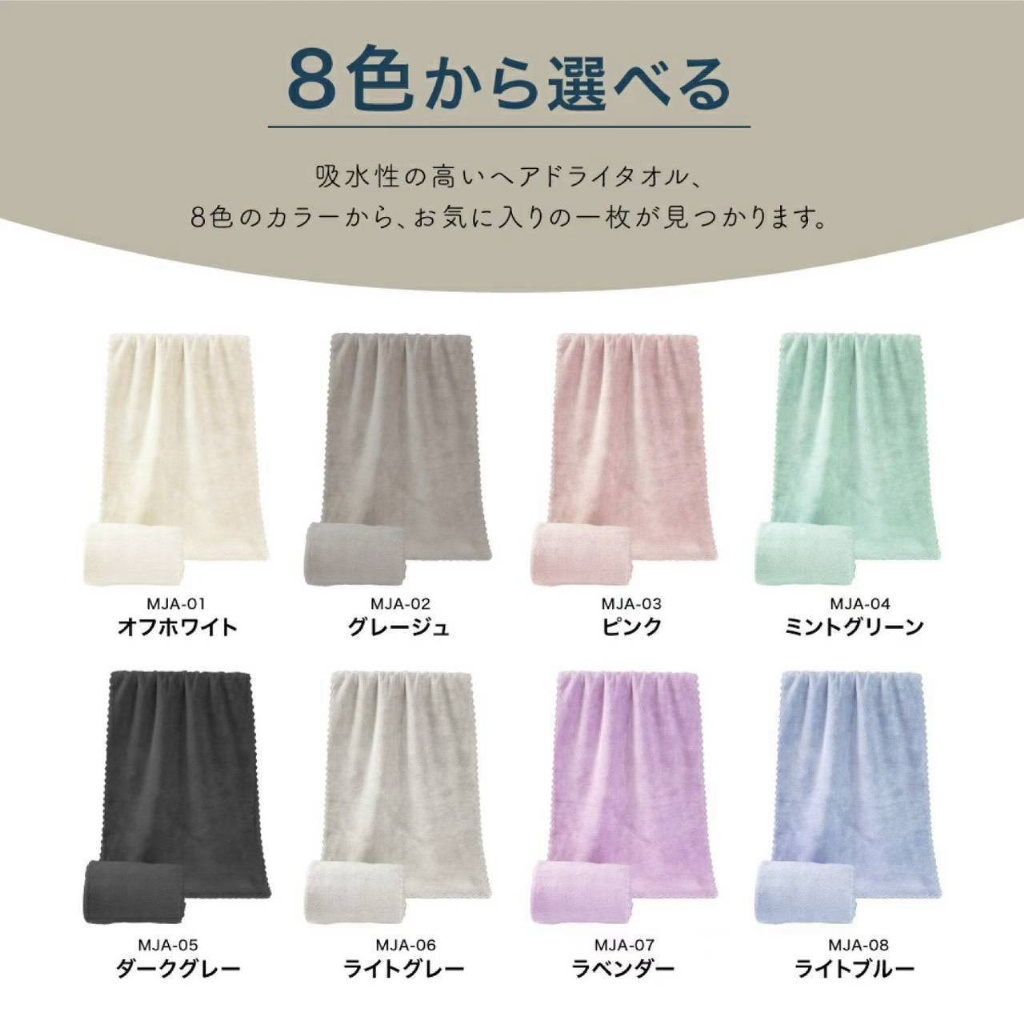 8色から選べる
吸水性の高いヘアドライタオル、
8色のカラーから、お気に入りの一枚が見つかります。
MJA-01
オフホワイト
MJA-02
グレージュ
MJA-03
ピンク
MJA-04
ミントグリーン
MJA-05
ダークグレー
MJA-06
ライトグレー
MJA-07
ラベンダー
MJA-08
ライトブルー